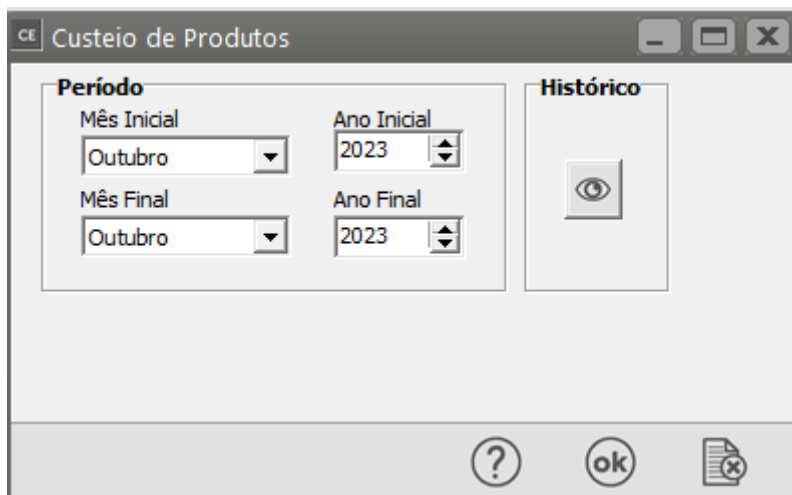 CE Custeio de Produtos
Período
Histórico
Mês Inicial
Ano Inicial
Outubro
2023
Mês Final
Ano Final
Outubro
2023
? ok